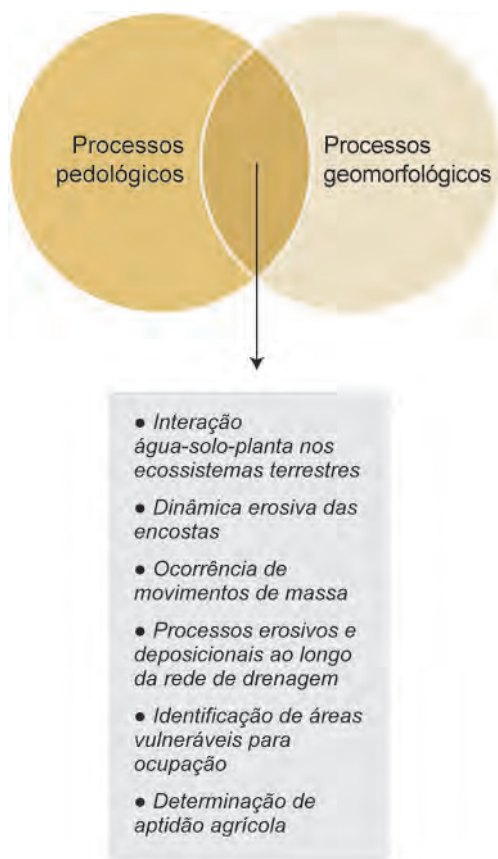 Processos
pedológicos
Processos
geomorfológicos
● Interação
água-solo-planta nos
ecossistemas terrestres
● Dinâmica erosiva das
encostas
● Ocorrência de
movimentos de massa
● Processos erosivos e
deposicionais ao longo
da rede de drenagem
● Identificação de áreas
vulneráveis para
ocupação
● Determinação de
aptidão agrícola